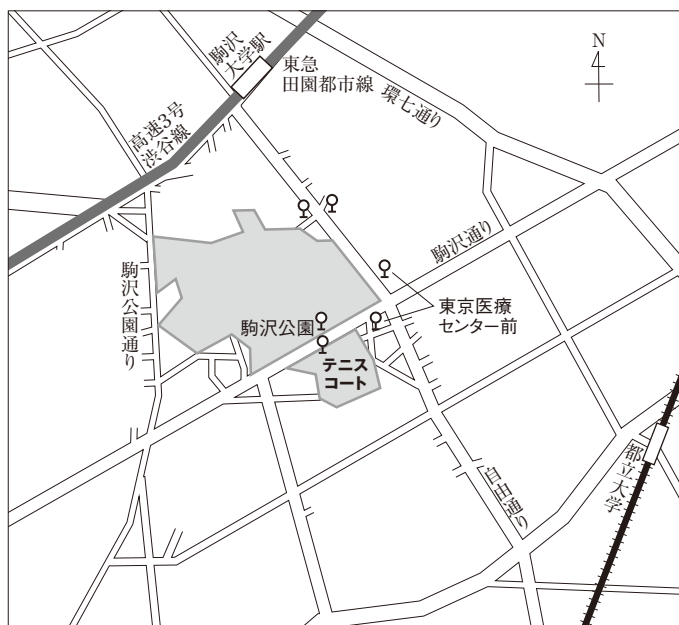 駒沢
大学駅
東急
田園都市線
N
環七通り
高速3号
渋谷線
駒沢通り
駒沢公園通り
駒沢公園
東京医療
センター前
テニス
コート
自由通り
都立大学